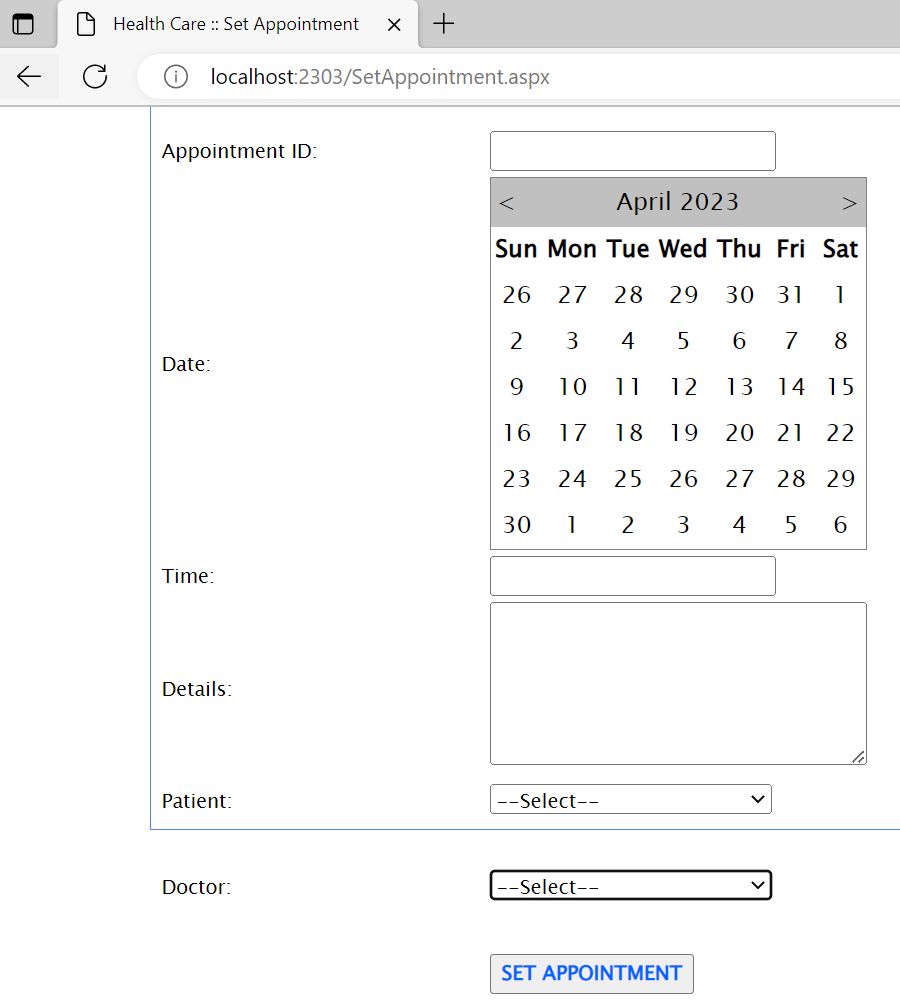 Health Care :: Set Appointment
localhost:2303/SetAppointment.aspx
Appointment ID:
< April 2023 >
Sun Mon Tue Wed Thu Fri Sat
26 27 28 29 30 31 1
2 3 4 5 6 7 8
Date:
9 10 11 12 13 14 15
16 17 18 19 20 21 22
23 24 25 26 27 28 29
30 1 2 3 4 5 6
Time:
Details:
Patient: --Select--
Doctor: --Select--
SET APPOINTMENT